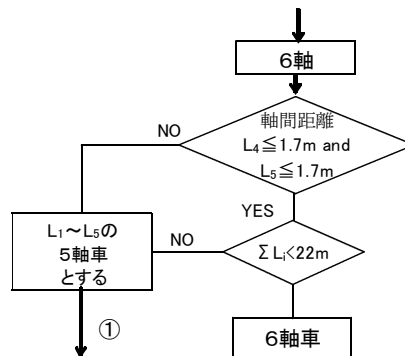 6軸
軸間距離
L₄≦1.7m and
L₅≦1.7m
NO
YES
L₁～L₅の
5軸車
とする
NO
ΣLᵢ<22m
①
6軸車